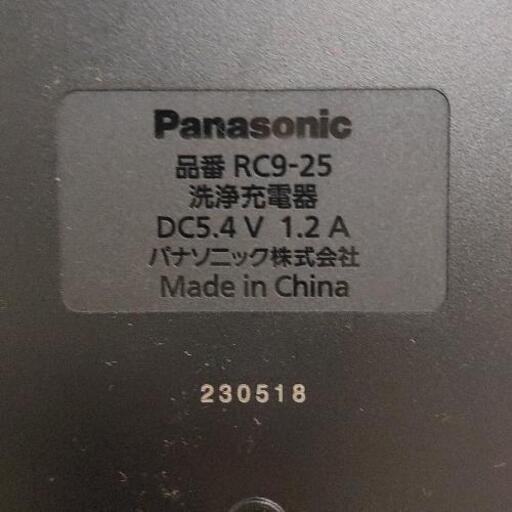 Panasonic
品番 RC9-25
洗浄充電器
DC5.4 V 1.2 A
パナソニック株式会社
Made in China
230518